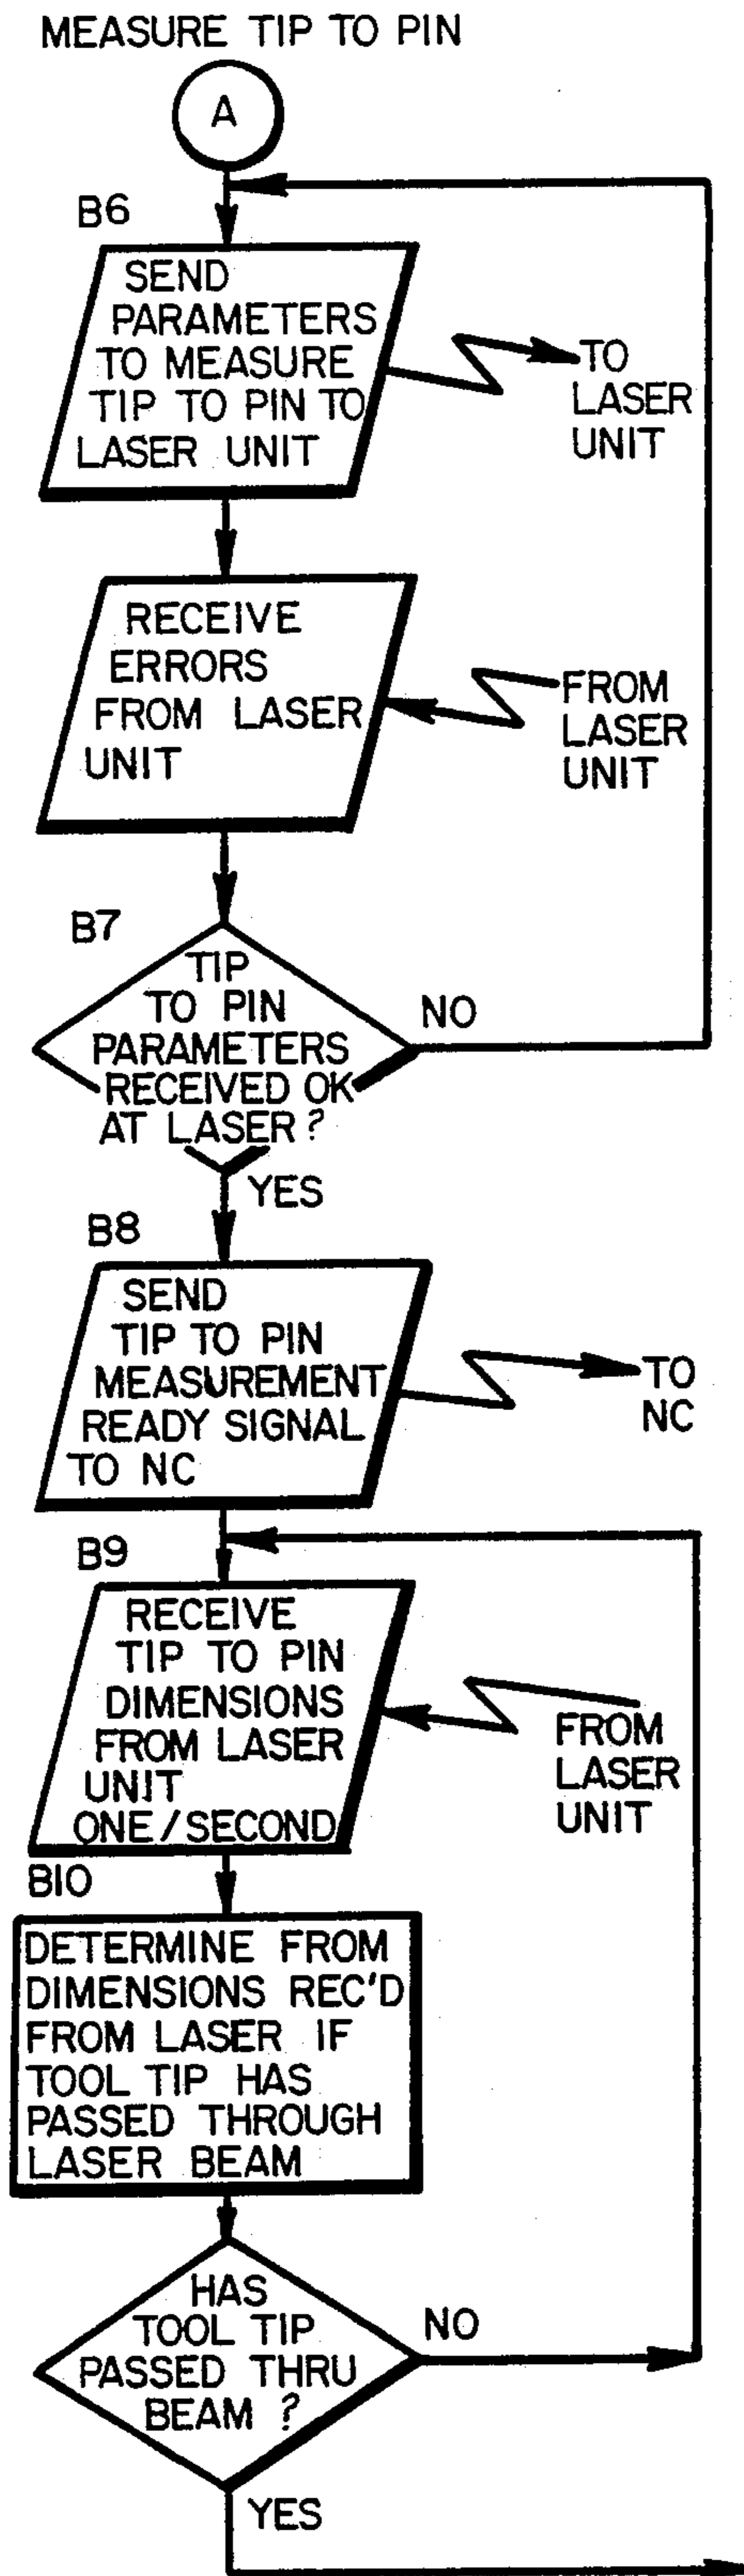 MEASURE TIP TO PIN
A
B6
SEND
PARAMETERS
TO MEASURE
TIP TO PIN TO
LASER UNIT
TO
LASER
UNIT
RECEIVE
ERRORS
FROM LASER
UNIT
FROM
LASER
UNIT
B7
TIP
TO PIN
PARAMETERS
RECEIVED OK
AT LASER?
NO
YES
B8
SEND
TIP TO PIN
MEASUREMENT
READY SIGNAL
TO NC
TO
NC
B9
RECEIVE
TIP TO PIN
DIMENSIONS
FROM LASER
UNIT
ONE/SECOND
FROM
LASER
UNIT
B10
DETERMINE FROM
DIMENSIONS REC'D
FROM LASER IF
TOOL TIP HAS
PASSED THROUGH
LASER BEAM
HAS
TOOL TIP
PASSED THRU
BEAM ?
NO
YES